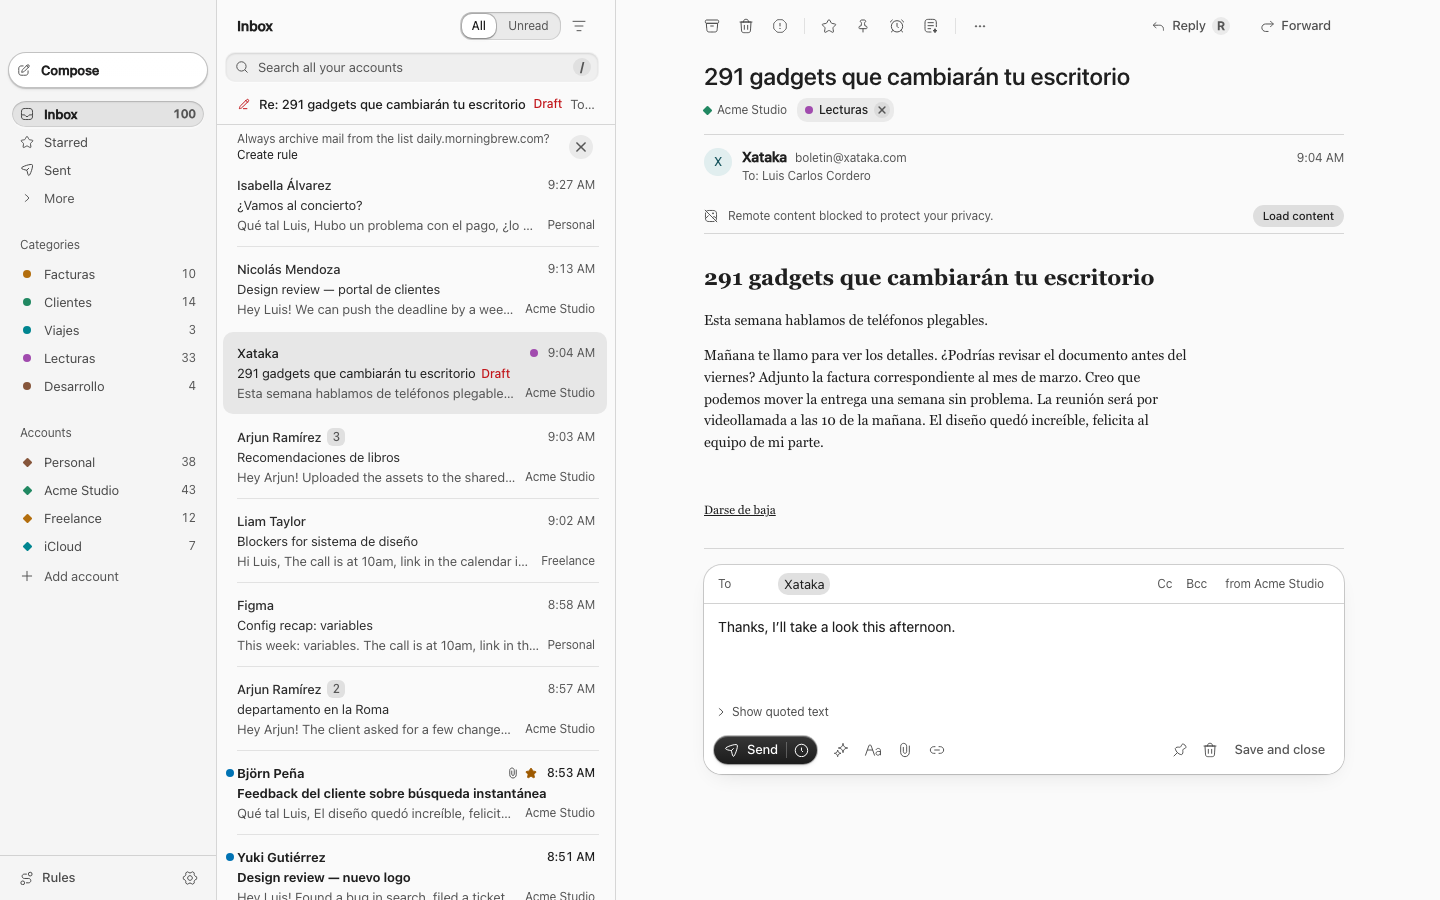 Compose
Inbox 100
Starred
Sent
More
Categories
Facturas 10
Clientes 14
Viajes 3
Lecturas 33
Desarrollo 4
Accounts
Personal 38
Acme Studio 43
Freelance 12
iCloud 7
Add account
Rules
Inbox All Unread
Search all your accounts /
Re: 291 gadgets que cambiarán tu escritorio Draft To...
Always archive mail from the list daily.morningbrew.com?
Create rule
Isabella Álvarez 9:27 AM
¿Vamos al concierto?
Qué tal Luis, Hubo un problema con el pago, ¿lo ... Personal
Nicolás Mendoza 9:13 AM
Design review — portal de clientes
Hey Luis! We can push the deadline by a wee... Acme Studio
Xataka 9:04 AM
291 gadgets que cambiarán tu escritorio Draft
Esta semana hablamos de teléfonos plegable... Acme Studio
Arjun Ramírez 3 9:03 AM
Recomendaciones de libros
Hey Arjun! Uploaded the assets to the shared... Acme Studio
Liam Taylor 9:02 AM
Blockers for sistema de diseño
Hi Luis, The call is at 10am, link in the calendar i... Freelance
Figma 8:58 AM
Config recap: variables
This week: variables. The call is at 10am, link in th... Personal
Arjun Ramírez 2 8:57 AM
departamento en la Roma
Hey Arjun! The client asked for a few change... Acme Studio
Björn Peña 8:53 AM
Feedback del cliente sobre búsqueda instantánea
Qué tal Luis, El diseño quedó increíble, felicit... Acme Studio
Yuki Gutiérrez 8:51 AM
Design review — nuevo logo
Hey Luis! Found a bug in search, filed a ticket Acme Studio
Reply R Forward
291 gadgets que cambiarán tu escritorio
Acme Studio Lecturas
X Xataka boletin@xataka.com 9:04 AM
To: Luis Carlos Cordero
Remote content blocked to protect your privacy. Load content
291 gadgets que cambiarán tu escritorio
Esta semana hablamos de teléfonos plegables.
Mañana te llamo para ver los detalles. ¿Podrías revisar el documento antes del
viernes? Adjunto la factura correspondiente al mes de marzo. Creo que
podemos mover la entrega una semana sin problema. La reunión será por
videollamada a las 10 de la mañana. El diseño quedó increíble, felicita al
equipo de mi parte.
Darse de baja
To Xataka Cc Bcc from Acme Studio
Thanks, I’ll take a look this afternoon.
Show quoted text
Send Aa Save and close